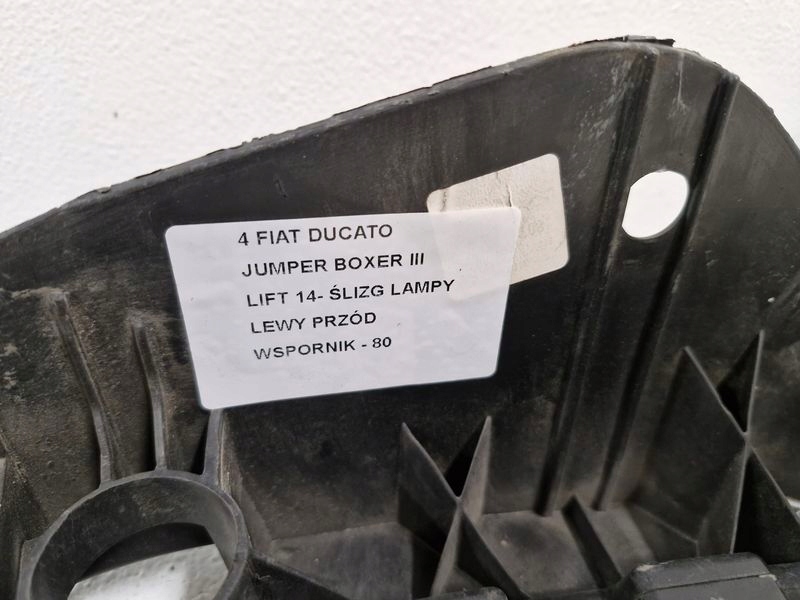 4 FIAT DUCATO
JUMPER BOXER III
LIFT 14- ŚLIZG LAMPY
LEWY PRZÓD
WSPORNIK - 80